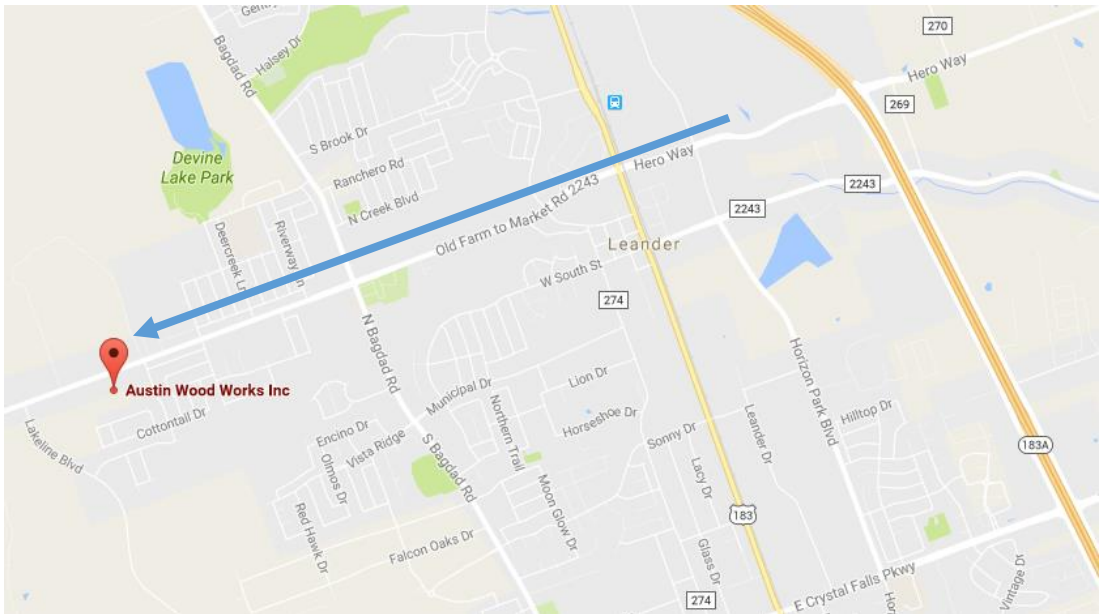 Gentry
Bagdad Rd
Halsey Dr
270
Hero Way
269
S Brook Dr
Devine
Lake Park
Ranchero Rd
Hero Way
2243
N Creek Blvd
Old Farm to Market Rd 2243
2243
Deercreek Ln
Riverway Ln
Leander
W South St
274
N Bagdad Rd
Horizon Park Blvd
Austin Wood Works Inc
Municipal Dr
Lion Dr
Cottontail Dr
Northern Trail
Horseshoe Dr
Hilltop Dr
Lakeline Blvd
Encino Dr
Vista Ridge
S Bagdad Rd
Sonny Dr
Leander Dr
183A
Olmos Dr
Lacy Dr
Moon Glow Dr
Red Hawk Dr
183
Falcon Oaks Dr
Glass Dr
E Crystal Falls Pkwy
Vintage Dr
274
Hor